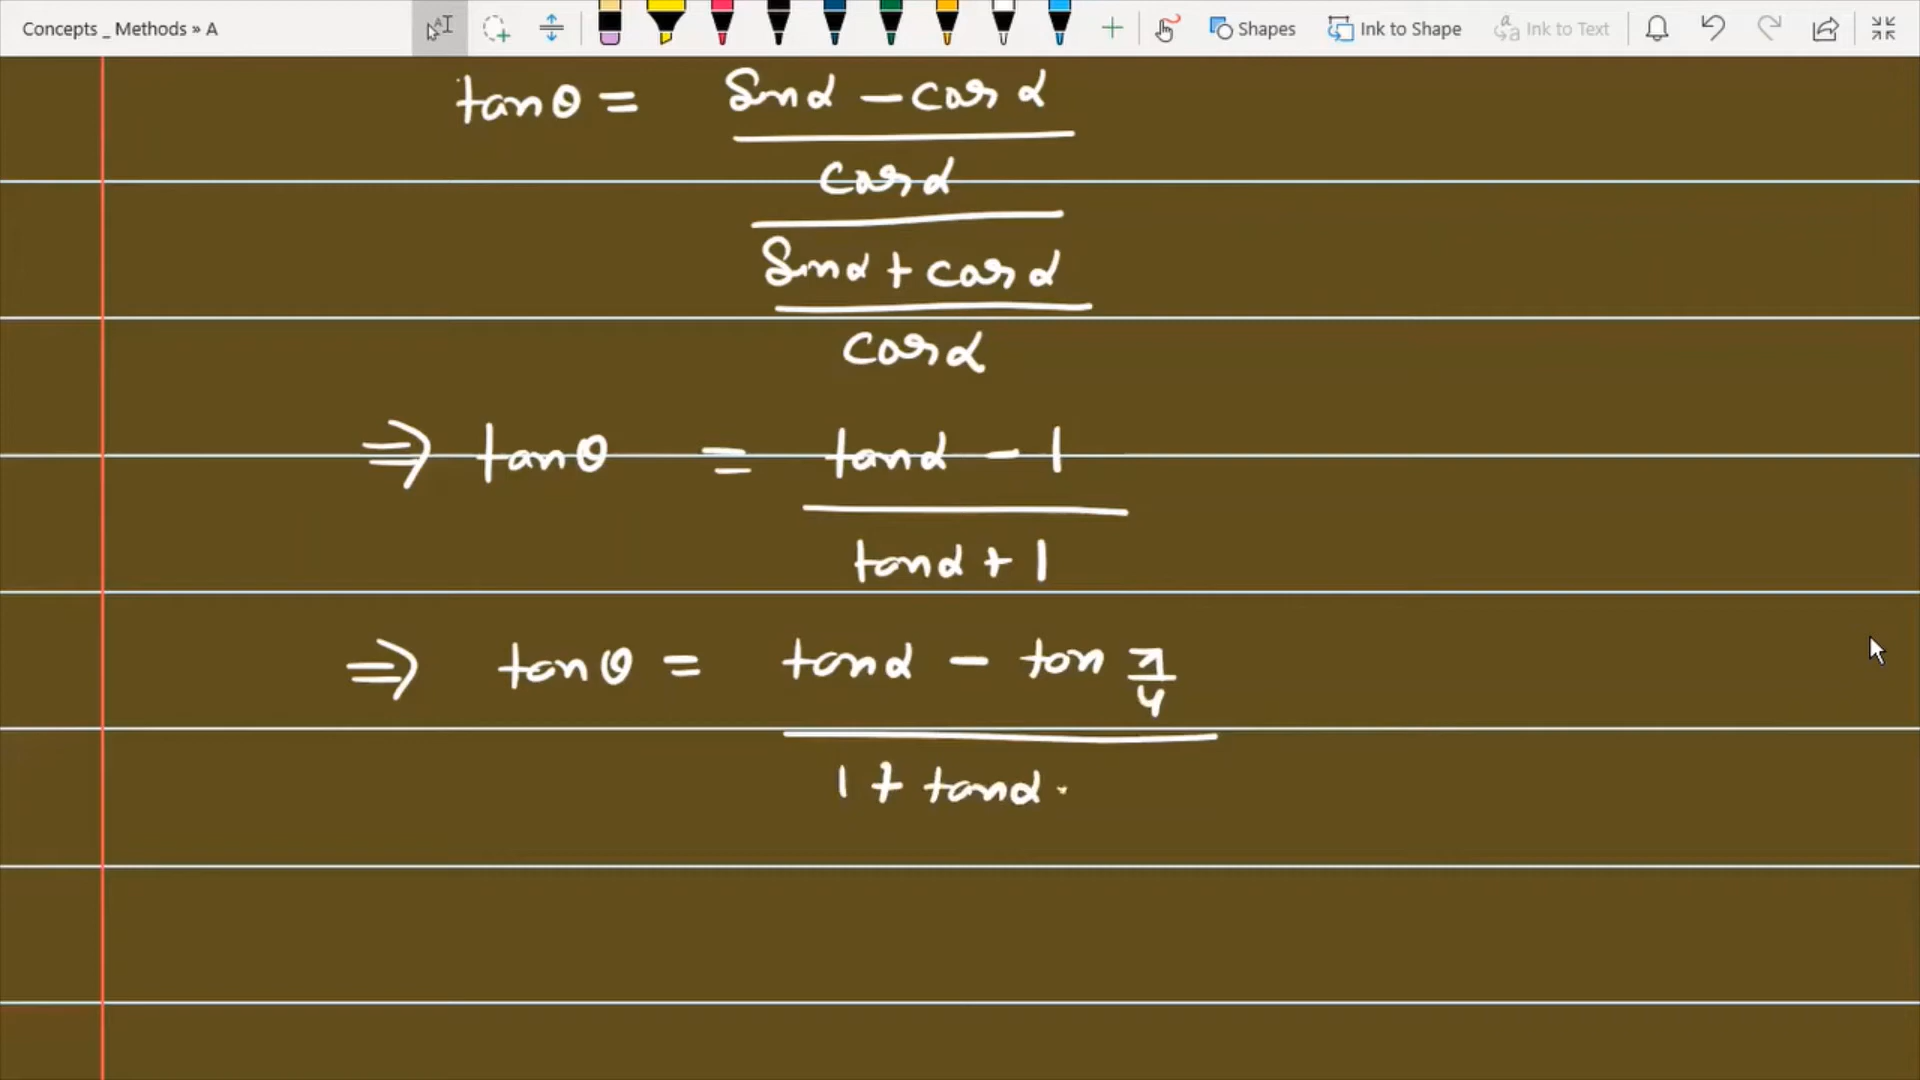 Concepts _ Methods » A
Shapes Ink to Shape Ink to Text
tanθ = sinα – cosα
cosα
sinα + cosα
cosα
⇒ tanθ = tanα – 1
tanα + 1
⇒ tanθ = tanα – tan π/4
1 + tanα ·